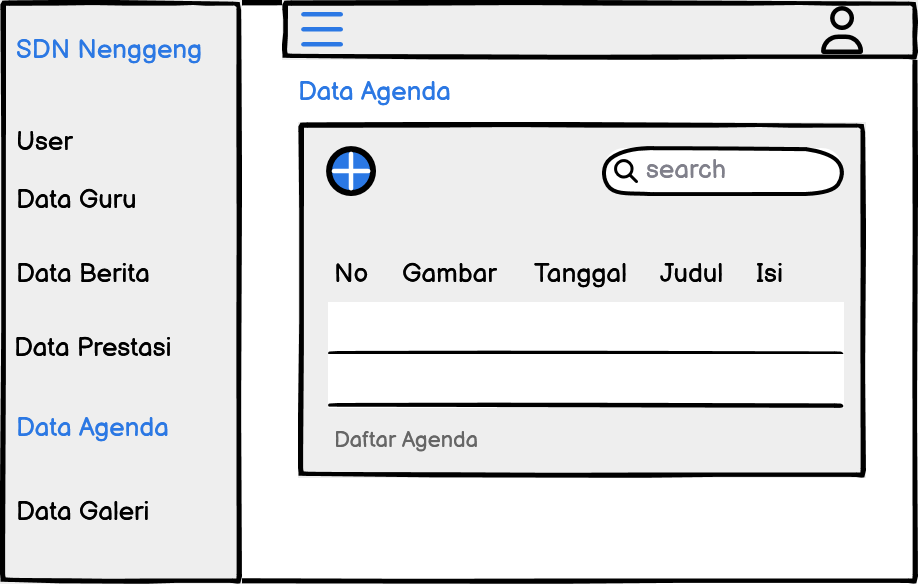 SDN Nenggeng
User
Data Guru
Data Berita
Data Prestasi
Data Agenda
Data Galeri
Data Agenda
search
No Gambar Tanggal Judul Isi
Daftar Agenda